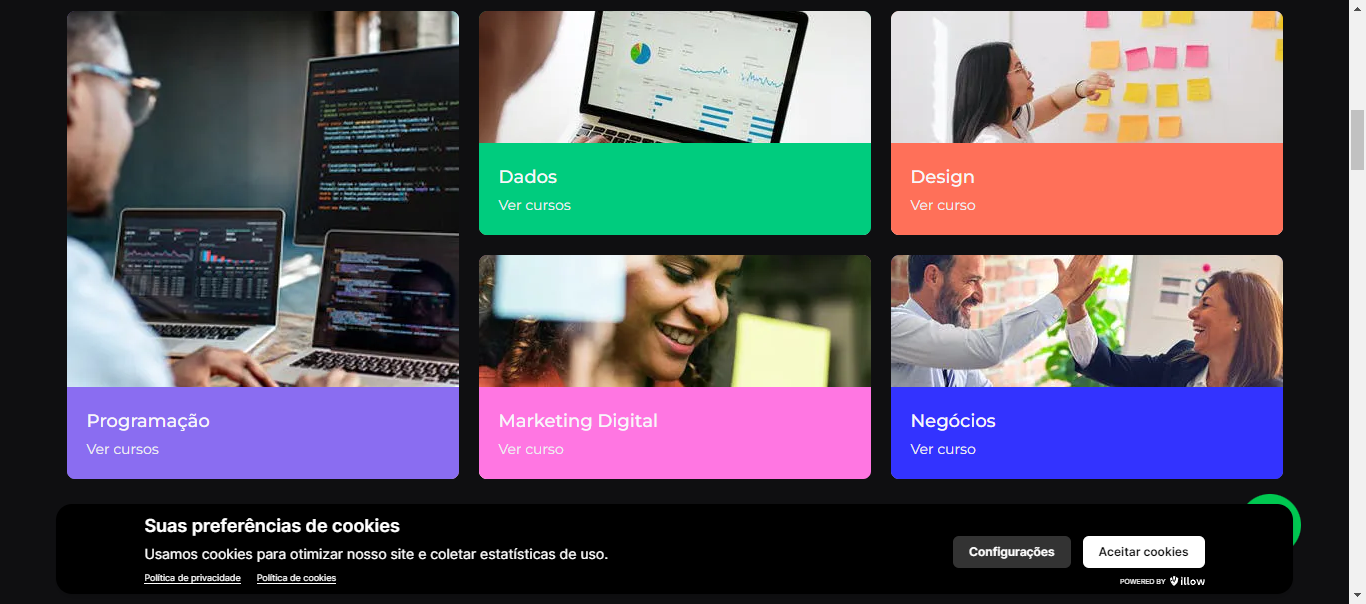 Dados
Ver cursos
Design
Ver curso
Programação
Ver cursos
Marketing Digital
Ver curso
Negócios
Ver curso
Suas preferências de cookies
Usamos cookies para otimizar nosso site e coletar estatísticas de uso.
Política de privacidade Política de cookies
Configurações Aceitar cookies
POWERED BY illow